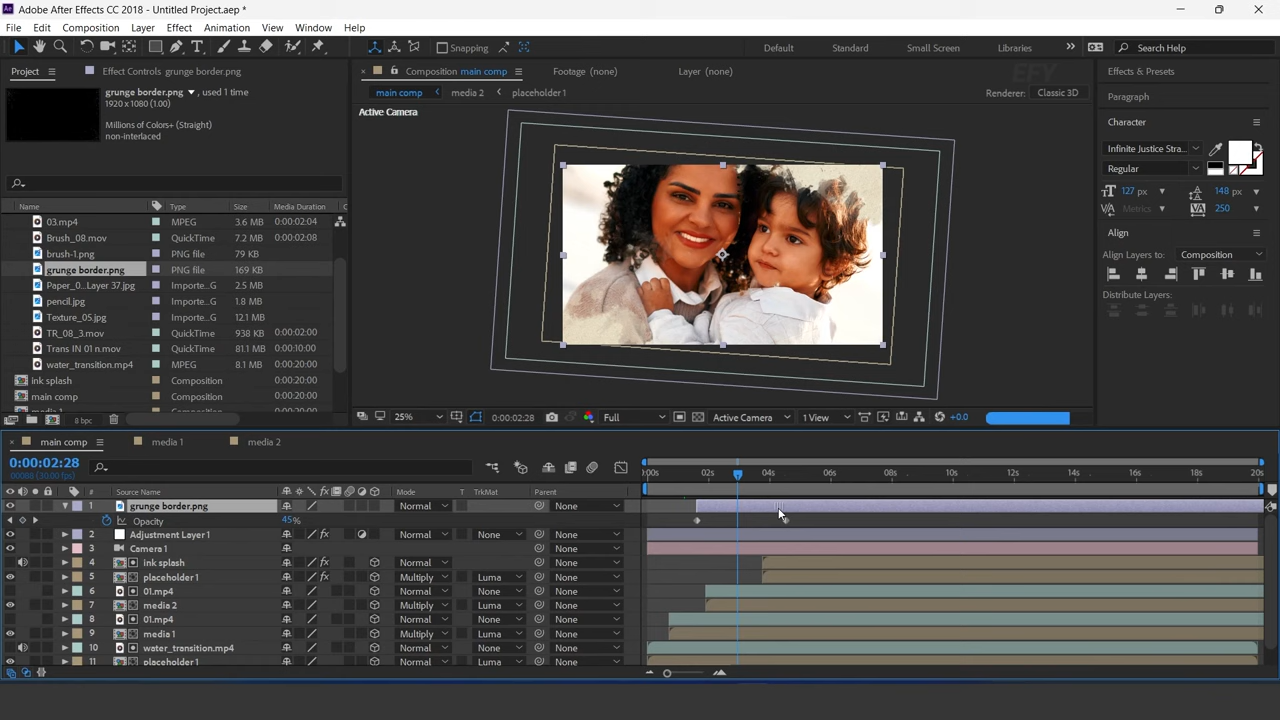 Adobe After Effects CC 2018 - Untitled Project.aep *
File Edit Composition Layer Effect Animation View Window Help
Snapping Default Standard Small Screen Libraries Search Help
Project Effect Controls grunge border.png
Composition main comp Footage (none) Layer (none)
EFY
Effects & Presets
grunge border.png , used 1 time
1920 x 1080 (1.00)
Millions of Colors+ (Straight)
non-interlaced
main comp media 2 placeholder1
Renderer: Classic 3D
Active Camera
Paragraph
Character
Infinite Justice Stra...
Regular
127 px 148 px
Metrics 250
Align
Align Layers to: Composition
Distribute Layers:
Name Type Size Media Duration
03.mp4 MPEG 3.6 MB 0:00:02:04
Brush_08.mov QuickTime 7.2 MB 0:00:02:08
brush-1.png PNG file 79 KB
grunge border.png PNG file 169 KB
Paper_0...Layer 37.jpg Importe...G 2.5 MB
pencil.jpg Importe...G 1.8 MB
Texture_05.jpg Importe...G 12.1 MB
TR_08_3.mov QuickTime 938 KB 0:00:02:00
Trans IN 01 n.mov QuickTime 81.1 MB 0:00:10:00
water_transition.mp4 MPEG 8.1 MB 0:00:20:00
ink splash Composition 0:00:20:00
main comp Composition 0:00:20:00
8 bpc
25% 0:00:02:28 Full Active Camera 1 View +0.0
main comp media 1 media 2
0:00:02:28
00088 (30.00 fps)
:00s 02s 04s 06s 08s 10s 12s 14s 16s 18s 20s
# Source Name Mode T TrkMat Parent
1 grunge border.png Normal None
Opacity 45%
2 Adjustment Layer 1 Normal None None
3 Camera 1 None
4 ink splash Normal None None
5 placeholder1 Multiply Luma None
6 01.mp4 Normal None None
7 media 2 Multiply Luma None
8 01.mp4 Normal None None
9 media 1 Multiply Luma None
10 water_transition.mp4 Normal None None
11 placeholder1 Multiply Luma None